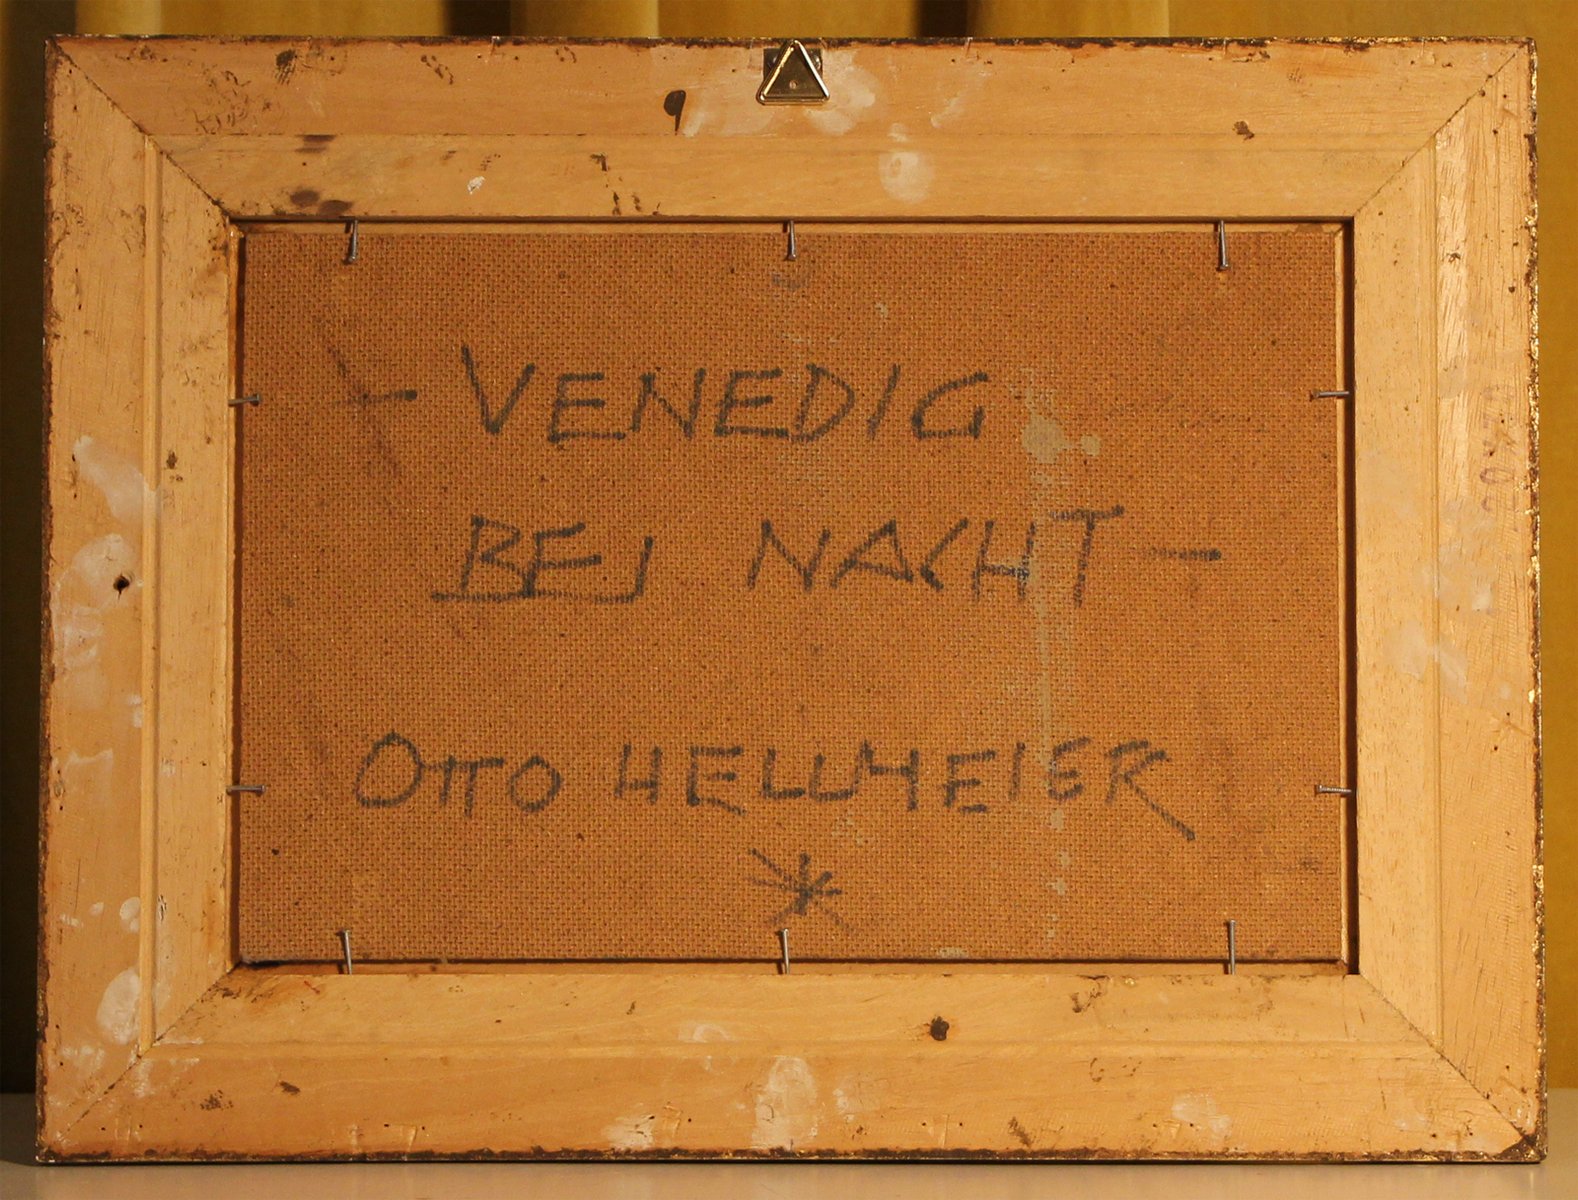 - VENEDIG
BEI NACHT -
OTTO HELLMEIER
*